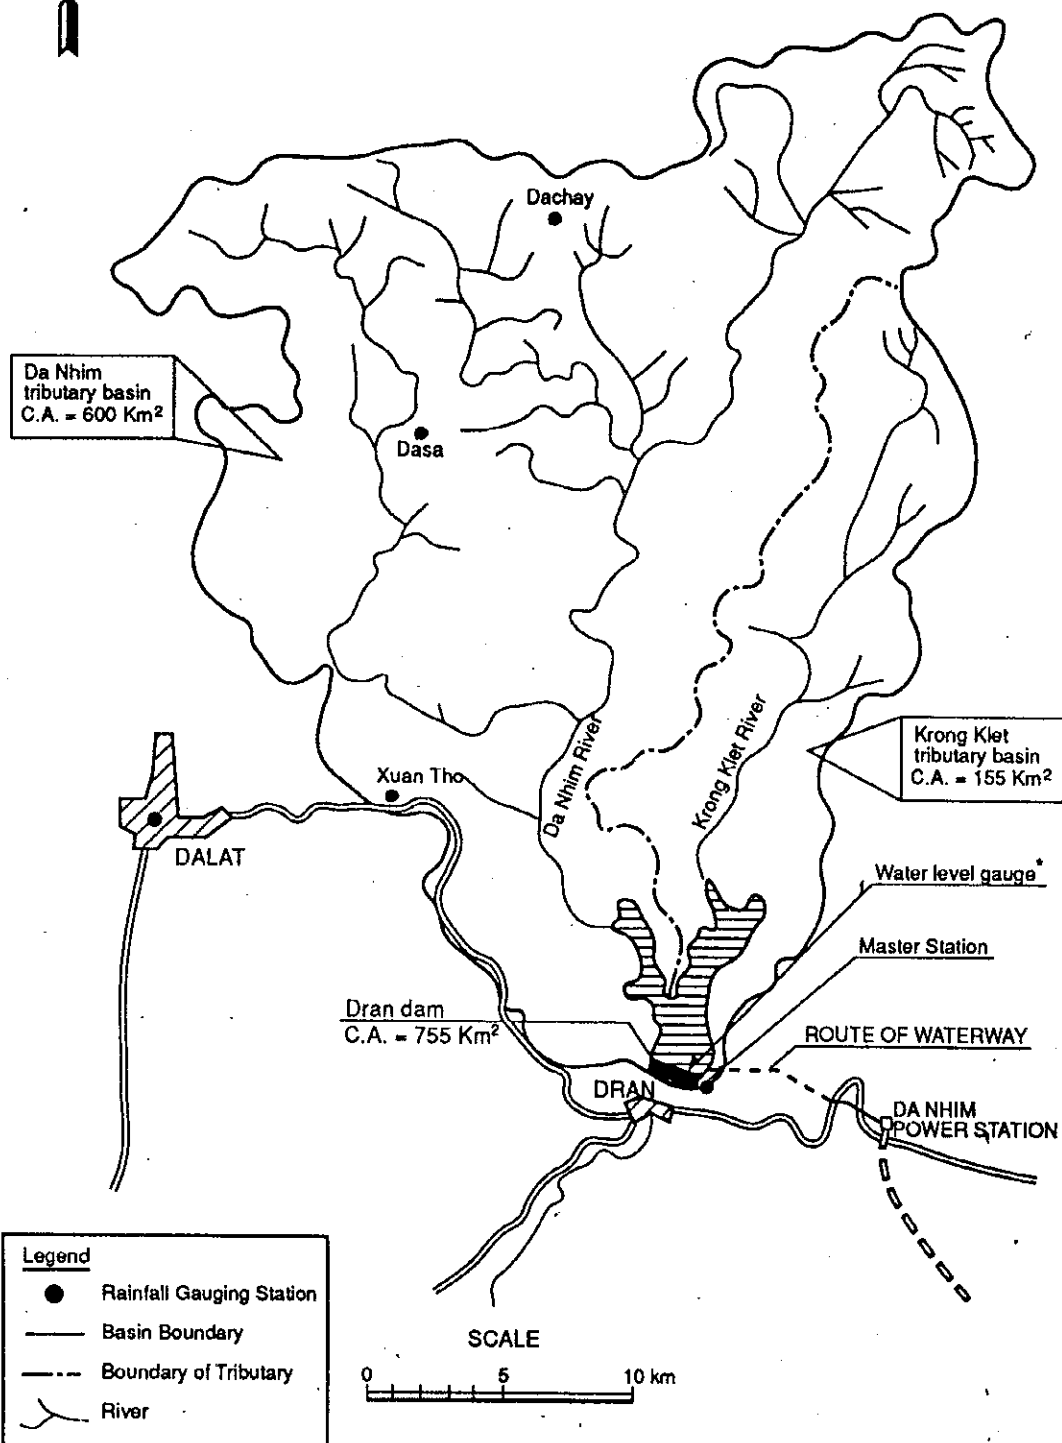 Dachay
Da Nhim
tributary basin
C.A. = 600 Km²
Dasa
Da Nhim River
Krong Klet River
Krong Klet
tributary basin
C.A. = 155 Km²
Xuan Tho
DALAT
Water level gauge*
Master Station
Dran dam
C.A. = 755 Km²
ROUTE OF WATERWAY
DRAN
DA NHIM
POWER STATION
Legend
Rainfall Gauging Station
Basin Boundary
Boundary of Tributary
River
SCALE
0 5 10 km